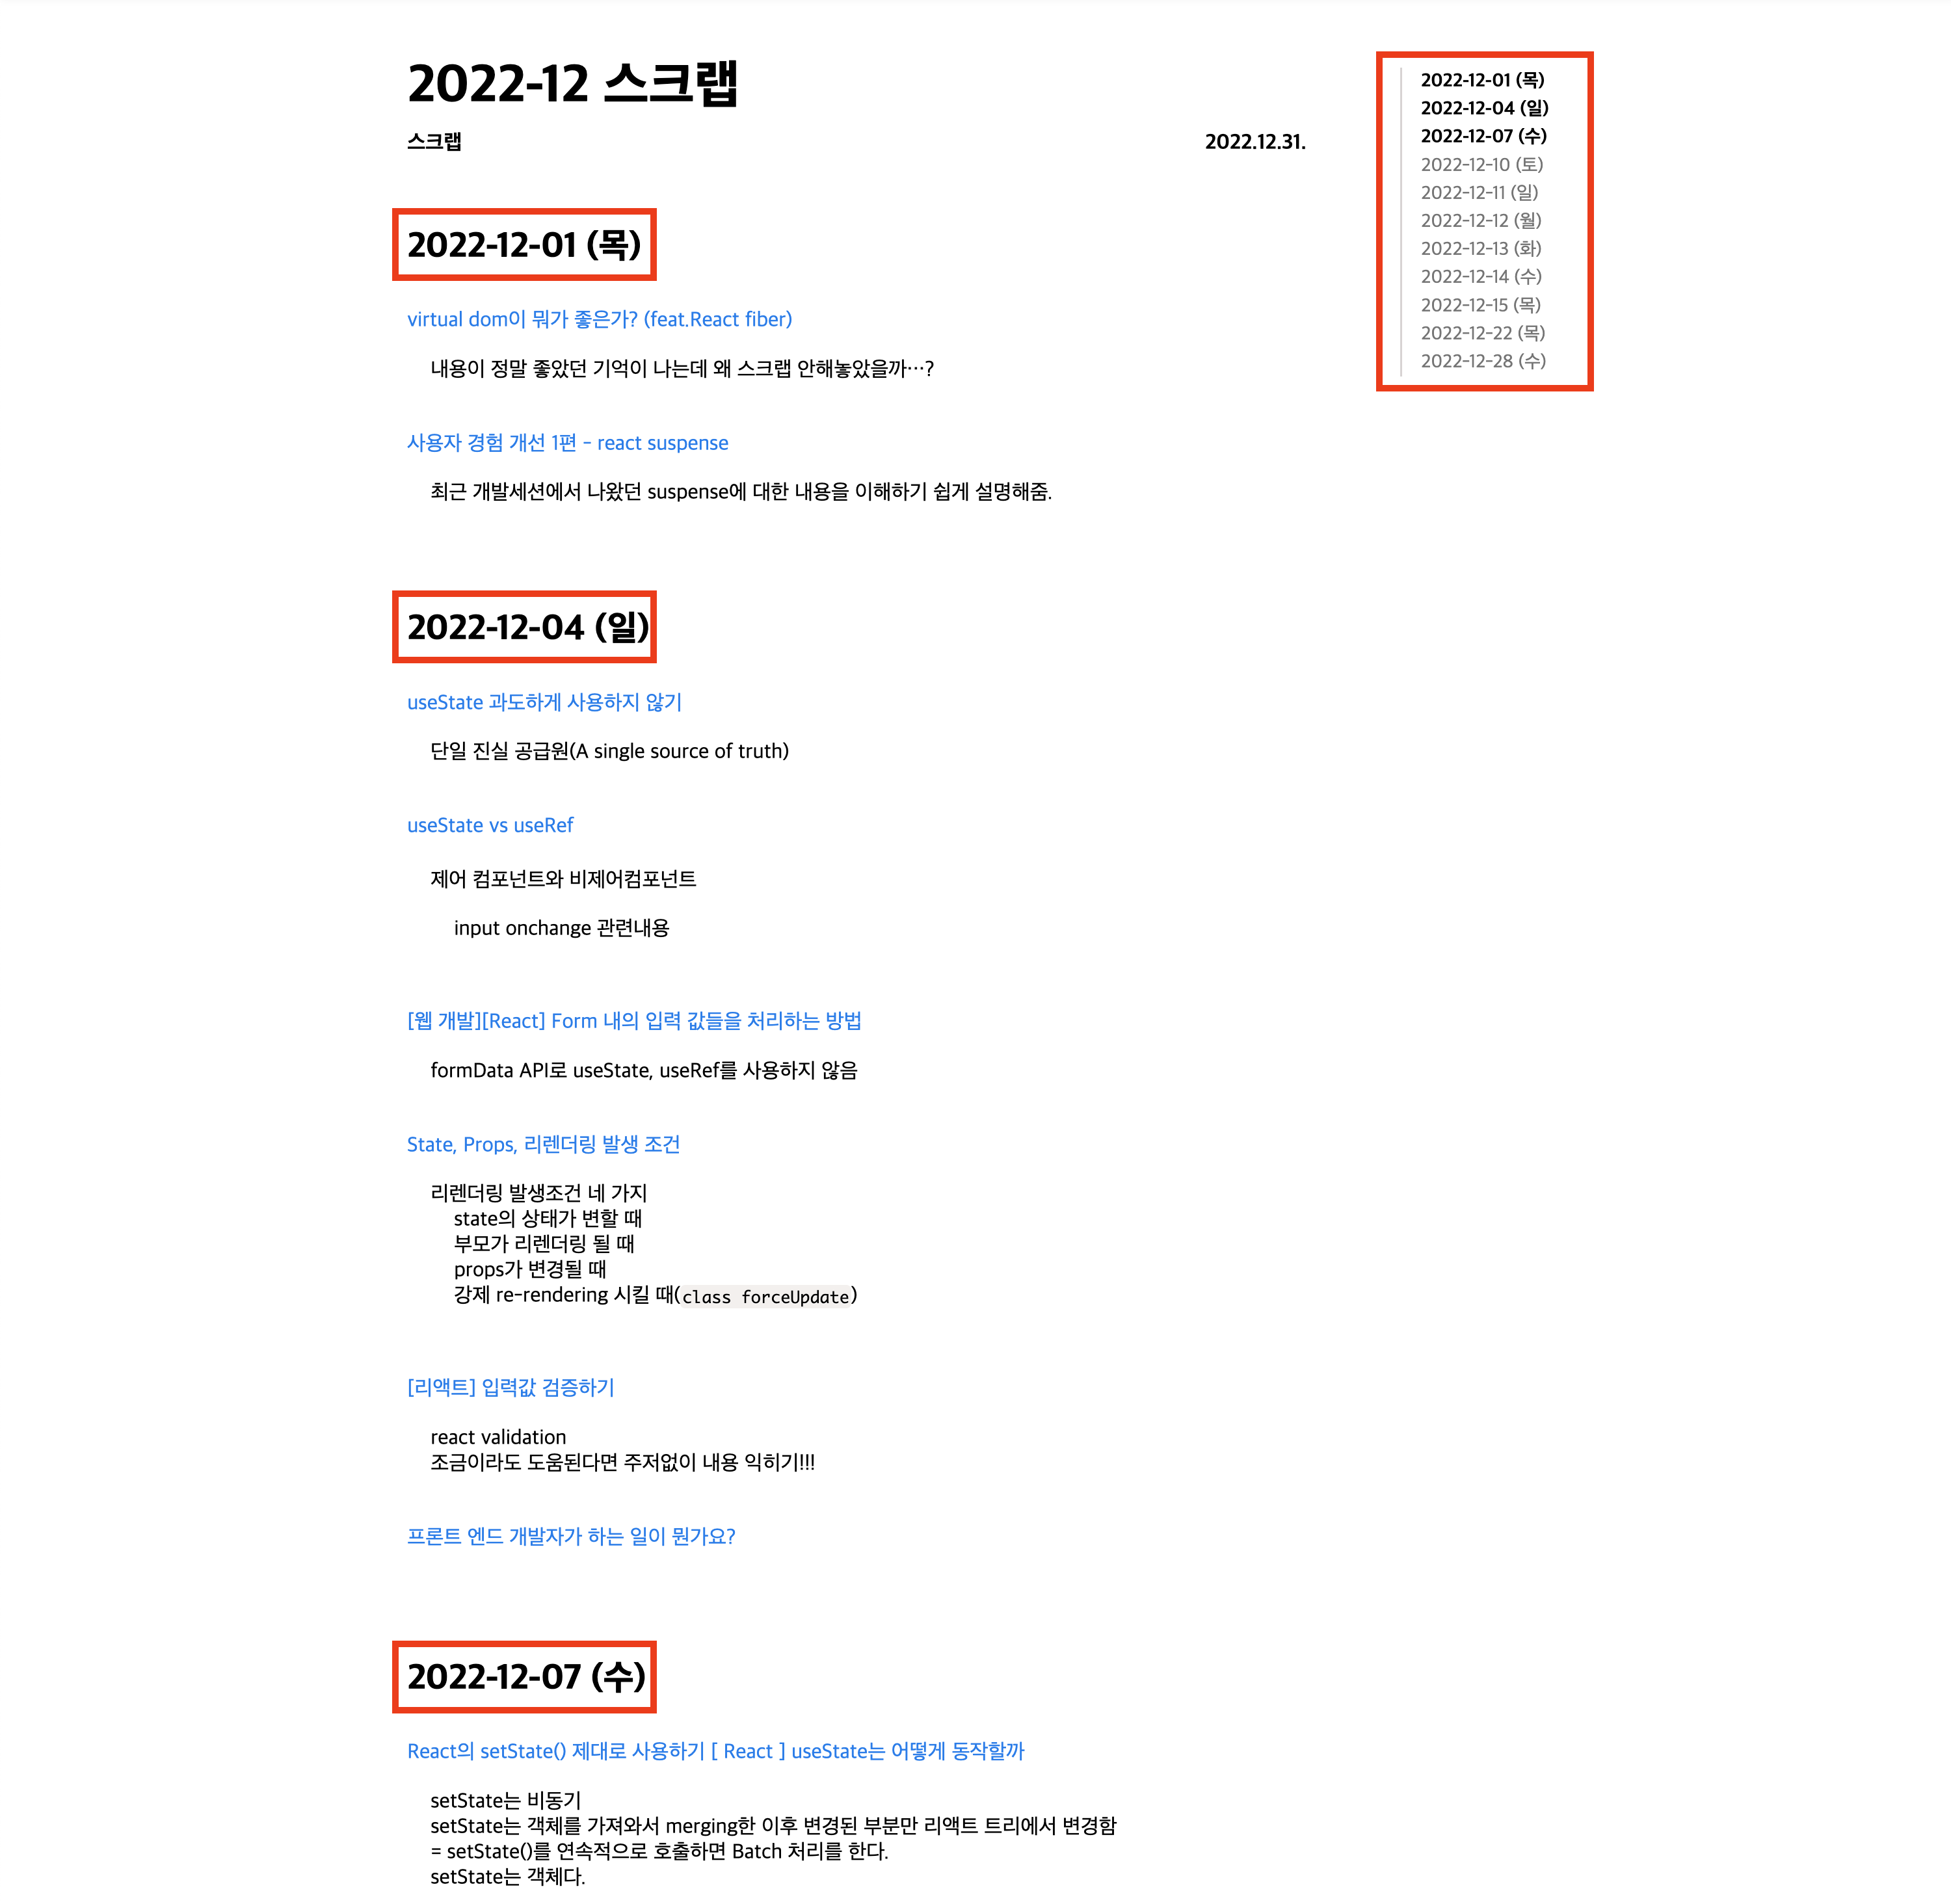 2022-12 스크랩
스크랩
2022.12.31.
2022-12-01 (목)
2022-12-04 (일)
2022-12-07 (수)
2022-12-10 (토)
2022-12-11 (일)
2022-12-12 (월)
2022-12-13 (화)
2022-12-14 (수)
2022-12-15 (목)
2022-12-22 (목)
2022-12-28 (수)
2022-12-01 (목)
virtual dom이 뭐가 좋은가? (feat.React fiber)
내용이 정말 좋았던 기억이 나는데 왜 스크랩 안해놓았을까…?
사용자 경험 개선 1편 - react suspense
최근 개발세션에서 나왔던 suspense에 대한 내용을 이해하기 쉽게 설명해줌.
2022-12-04 (일)
useState 과도하게 사용하지 않기
단일 진실 공급원(A single source of truth)
useState vs useRef
제어 컴포넌트와 비제어컴포넌트
input onchange 관련내용
[웹 개발][React] Form 내의 입력 값들을 처리하는 방법
formData API로 useState, useRef를 사용하지 않음
State, Props, 리렌더링 발생 조건
리렌더링 발생조건 네 가지
state의 상태가 변할 때
부모가 리렌더링 될 때
props가 변경될 때
강제 re-rendering 시킬 때(class forceUpdate)
[리액트] 입력값 검증하기
react validation
조금이라도 도움된다면 주저없이 내용 익히기!!!
프론트 엔드 개발자가 하는 일이 뭔가요?
2022-12-07 (수)
React의 setState() 제대로 사용하기 [ React ] useState는 어떻게 동작할까
setState는 비동기
setState는 객체를 가져와서 merging한 이후 변경된 부분만 리액트 트리에서 변경함
= setState()를 연속적으로 호출하면 Batch 처리를 한다.
setState는 객체다.